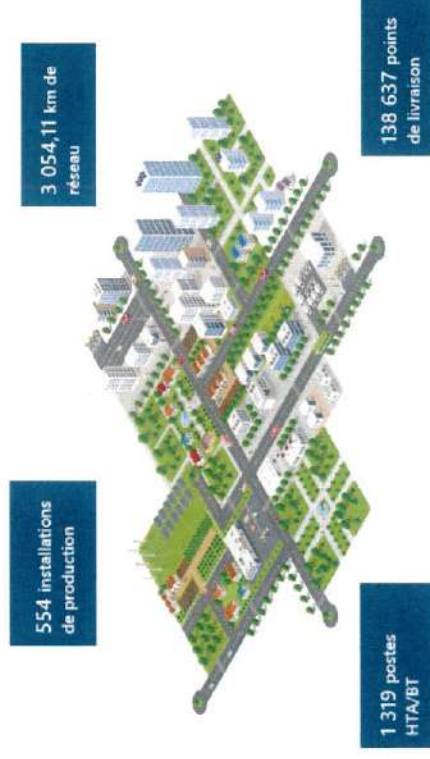 554 installations
de production
3 054,11 km de
réseau
1 319 postes
HTA/BT
138 637 points
de livraison